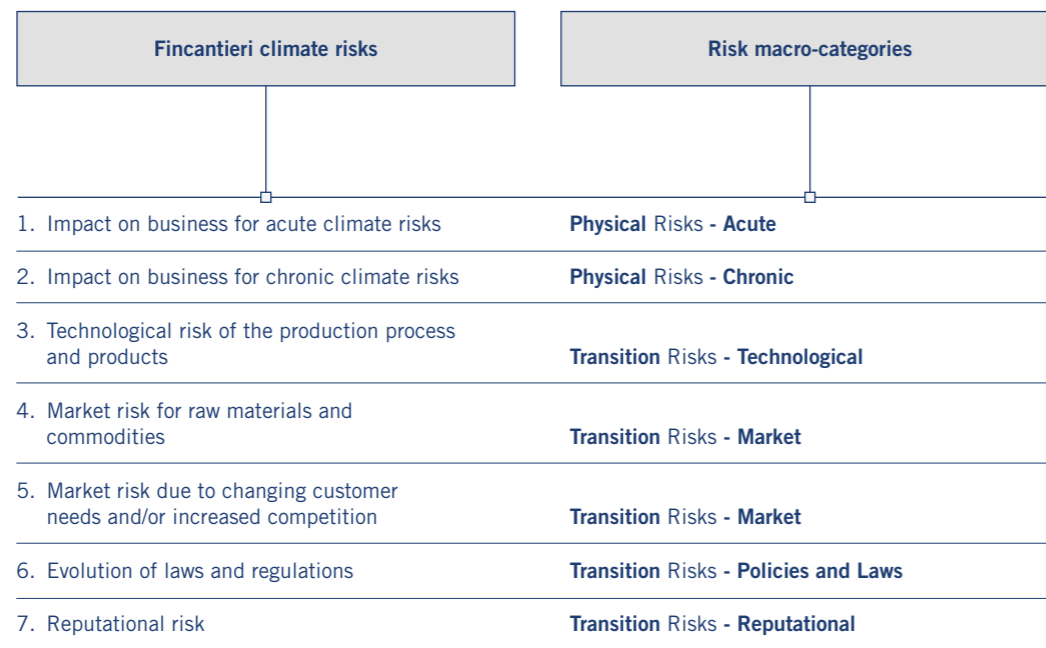 Fincantieri climate risks
Risk macro-categories
1. Impact on business for acute climate risks
Physical Risks - Acute
2. Impact on business for chronic climate risks
Physical Risks - Chronic
3. Technological risk of the production process
and products
Transition Risks - Technological
4. Market risk for raw materials and
commodities
Transition Risks - Market
5. Market risk due to changing customer
needs and/or increased competition
Transition Risks - Market
6. Evolution of laws and regulations
Transition Risks - Policies and Laws
7. Reputational risk
Transition Risks - Reputational